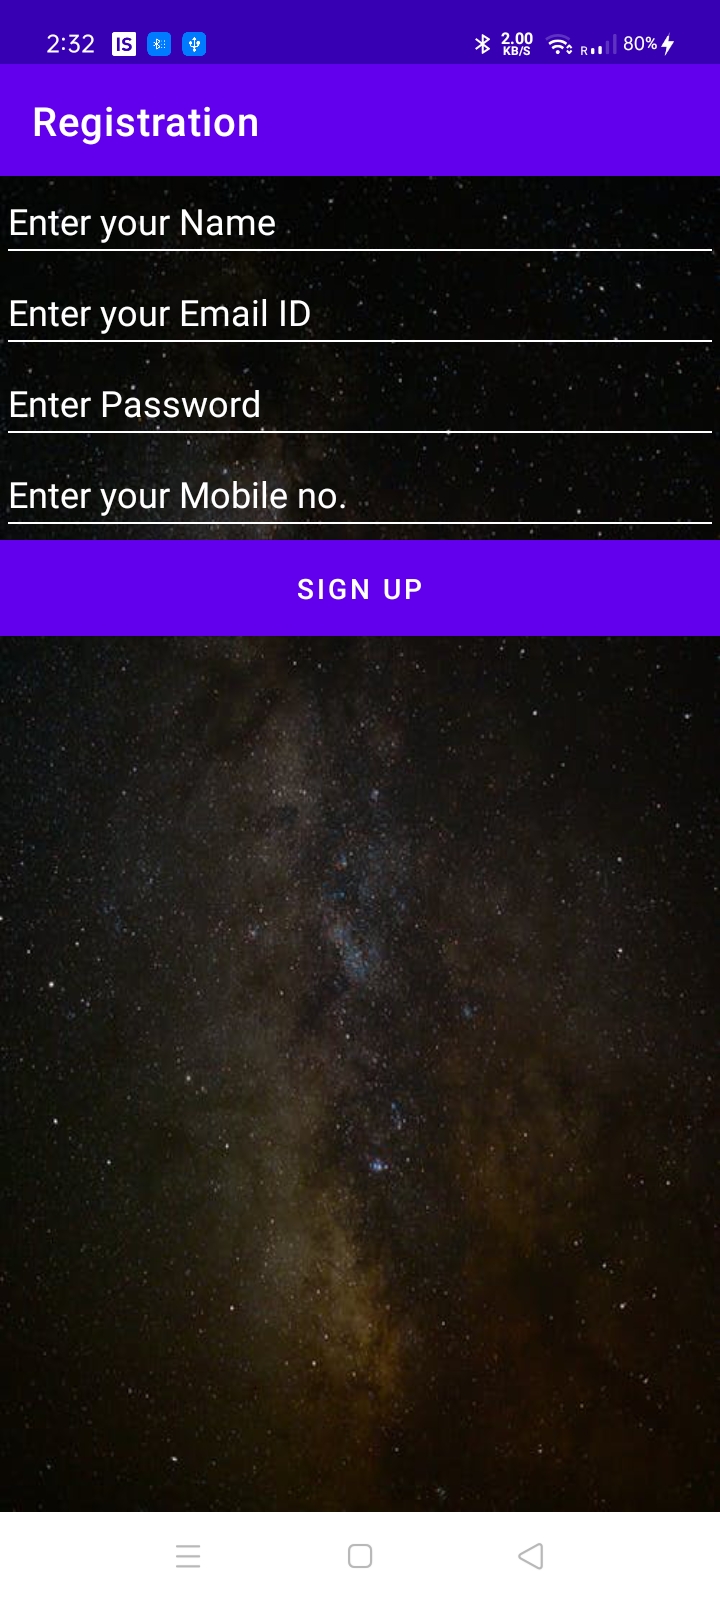 2:32 IS 2.00 KB/S R 80%
Registration
Enter your Name
Enter your Email ID
Enter Password
Enter your Mobile no.
SIGN UP